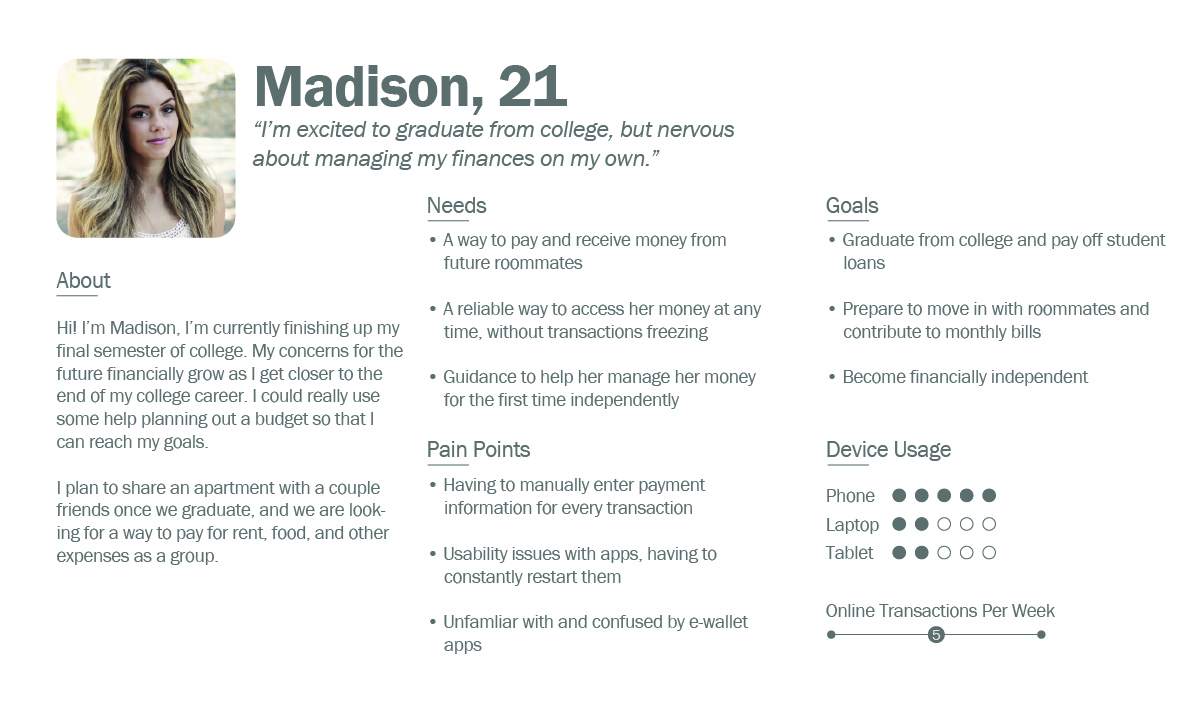 Madison, 21
“I’m excited to graduate from college, but nervous
about managing my finances on my own.”
About
Hi! I’m Madison, I’m currently finishing up my
final semester of college. My concerns for the
future financially grow as I get closer to the
end of my college career. I could really use
some help planning out a budget so that I
can reach my goals.
I plan to share an apartment with a couple
friends once we graduate, and we are look-
ing for a way to pay for rent, food, and other
expenses as a group.
Needs
• A way to pay and receive money from
future roommates
• A reliable way to access her money at any
time, without transactions freezing
• Guidance to help her manage her money
for the first time independently
Pain Points
• Having to manually enter payment
information for every transaction
• Usability issues with apps, having to
constantly restart them
• Unfamliar with and confused by e-wallet
apps
Goals
• Graduate from college and pay off student
loans
• Prepare to move in with roommates and
contribute to monthly bills
• Become financially independent
Device Usage
Phone
Laptop
Tablet
Online Transactions Per Week
5